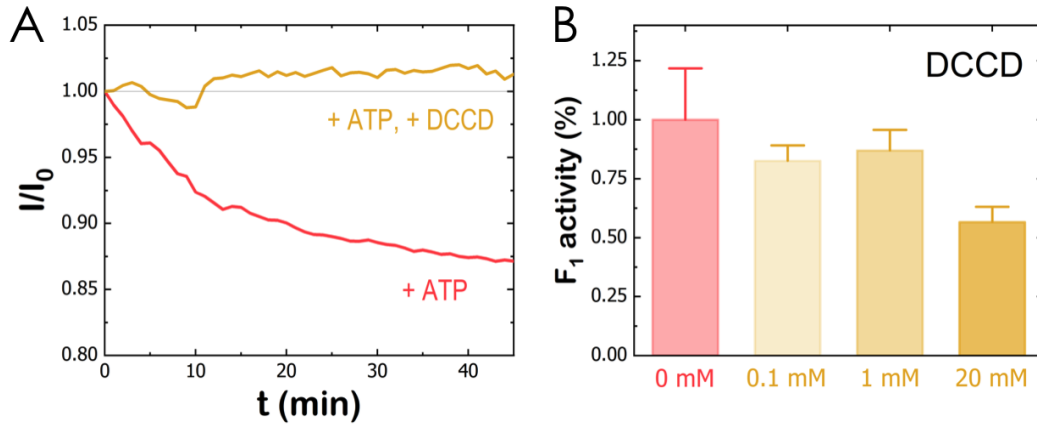 A
I/I0
1.05
1.00
0.95
0.90
0.85
0.80
+ ATP, + DCCD
+ ATP
0
10
20
30
40
t (min)
B
DCCD
F1 activity (%)
1.25
1.00
0.75
0.50
0.25
0.00
0 mM
0.1 mM
1 mM
20 mM